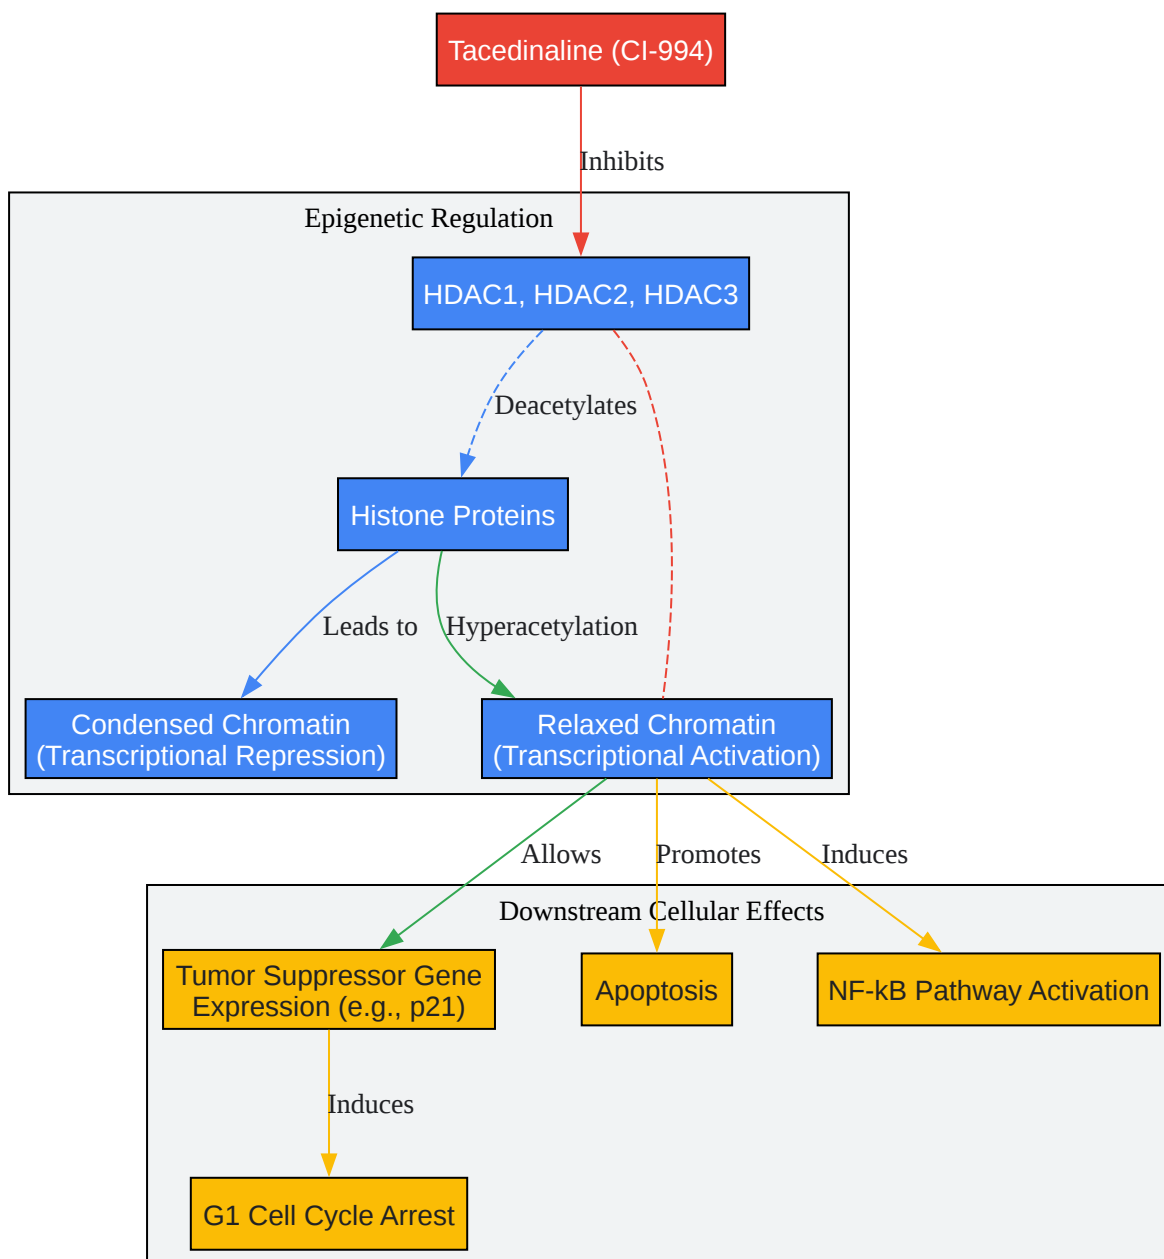 Tacedinaline (CI-994)
Inhibits
Epigenetic Regulation
HDAC1, HDAC2, HDAC3
Deacetylates
Histone Proteins
Leads to
Hyperacetylation
Condensed Chromatin
(Transcriptional Repression)
Relaxed Chromatin
(Transcriptional Activation)
Allows
Promotes
Induces
Downstream Cellular Effects
Tumor Suppressor Gene
Expression (e.g., p21)
Apoptosis
NF-kB Pathway Activation
Induces
G1 Cell Cycle Arrest